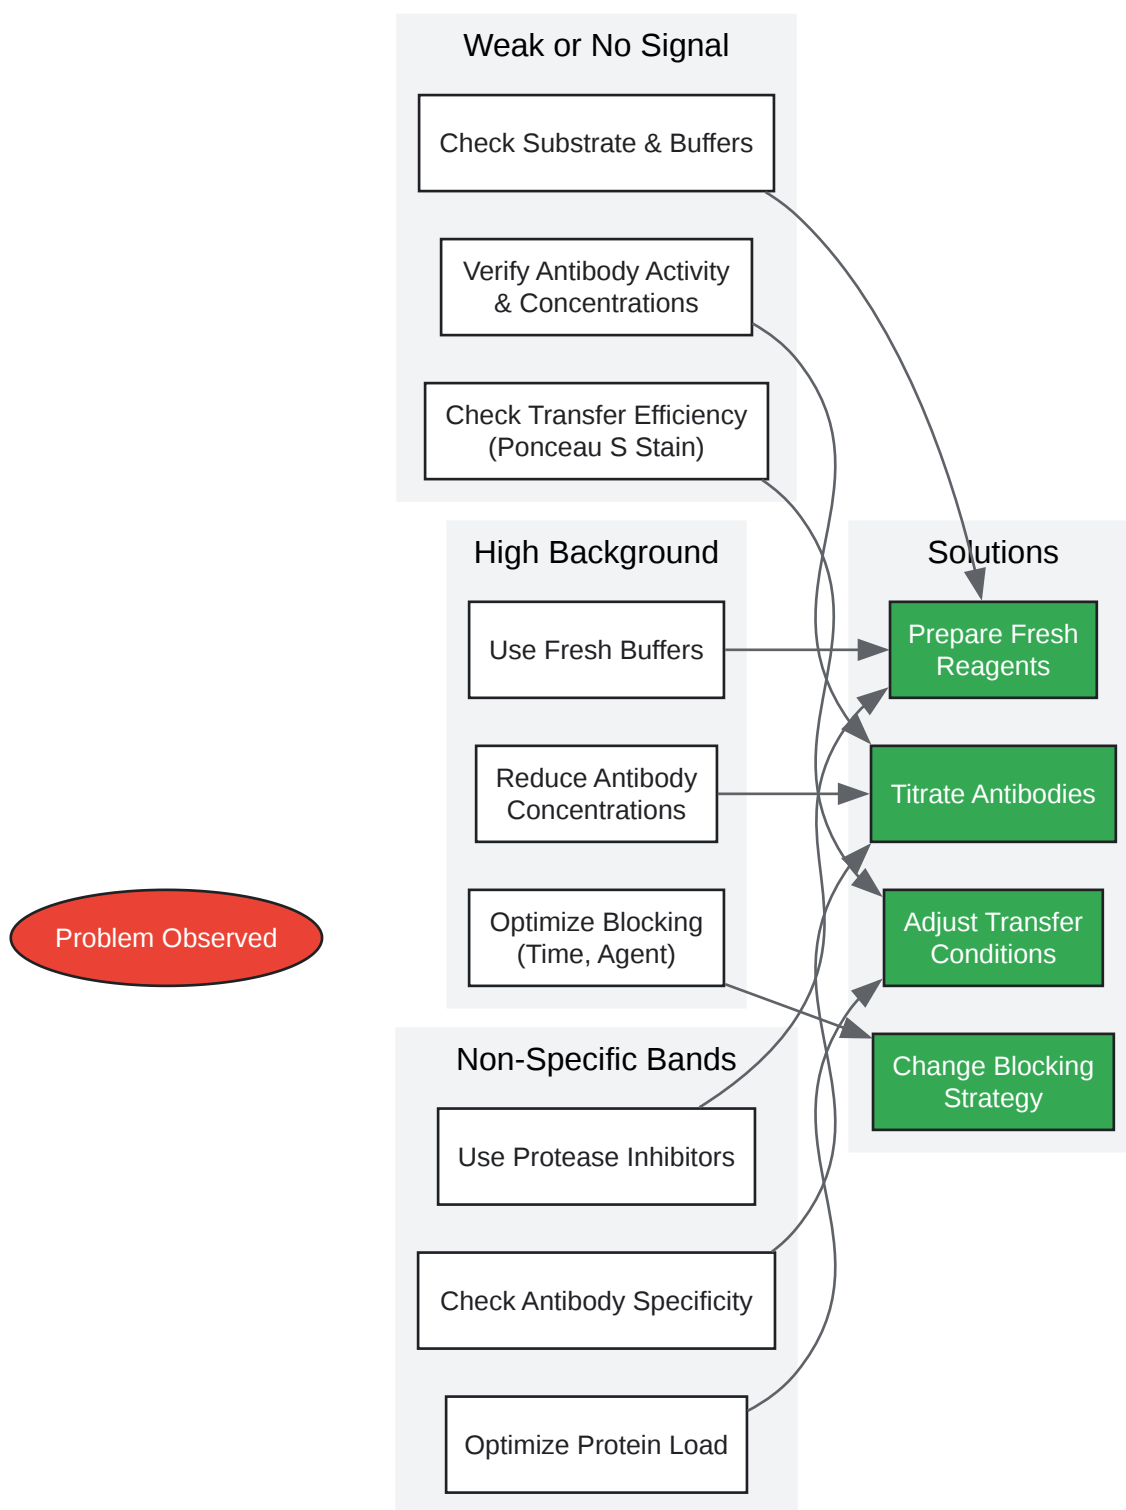 Weak or No Signal
Check Substrate & Buffers
Verify Antibody Activity
& Concentrations
Check Transfer Efficiency
(Ponceau S Stain)
High Background
Use Fresh Buffers
Reduce Antibody
Concentrations
Optimize Blocking
(Time, Agent)
Problem Observed
Non-Specific Bands
Use Protease Inhibitors
Check Antibody Specificity
Optimize Protein Load
Solutions
Prepare Fresh
Reagents
Titrate Antibodies
Adjust Transfer
Conditions
Change Blocking
Strategy